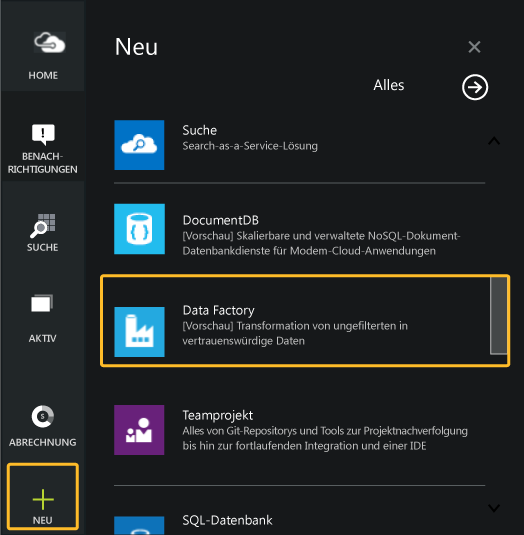 HOME
BENACH-
RICHTIGUNGEN
SUCHE
AKTIV
ABRECHNUNG
NEU
Neu
Alles
Suche
Search-as-a-Service-Lösung
DocumentDB
[Vorschau] Skalierbare und verwaltete NoSQL-Dokument-
Datenbankdienste für Modem-Cloud-Anwendungen
Data Factory
[Vorschau] Transformation von ungefilterten in
vertrauenswürdige Daten
Teamprojekt
Alles von Git-Repositorys und Tools zur Projektnachverfolgung
bis hin zur fortlaufenden Integration und einer IDE
SQL-Datenbank